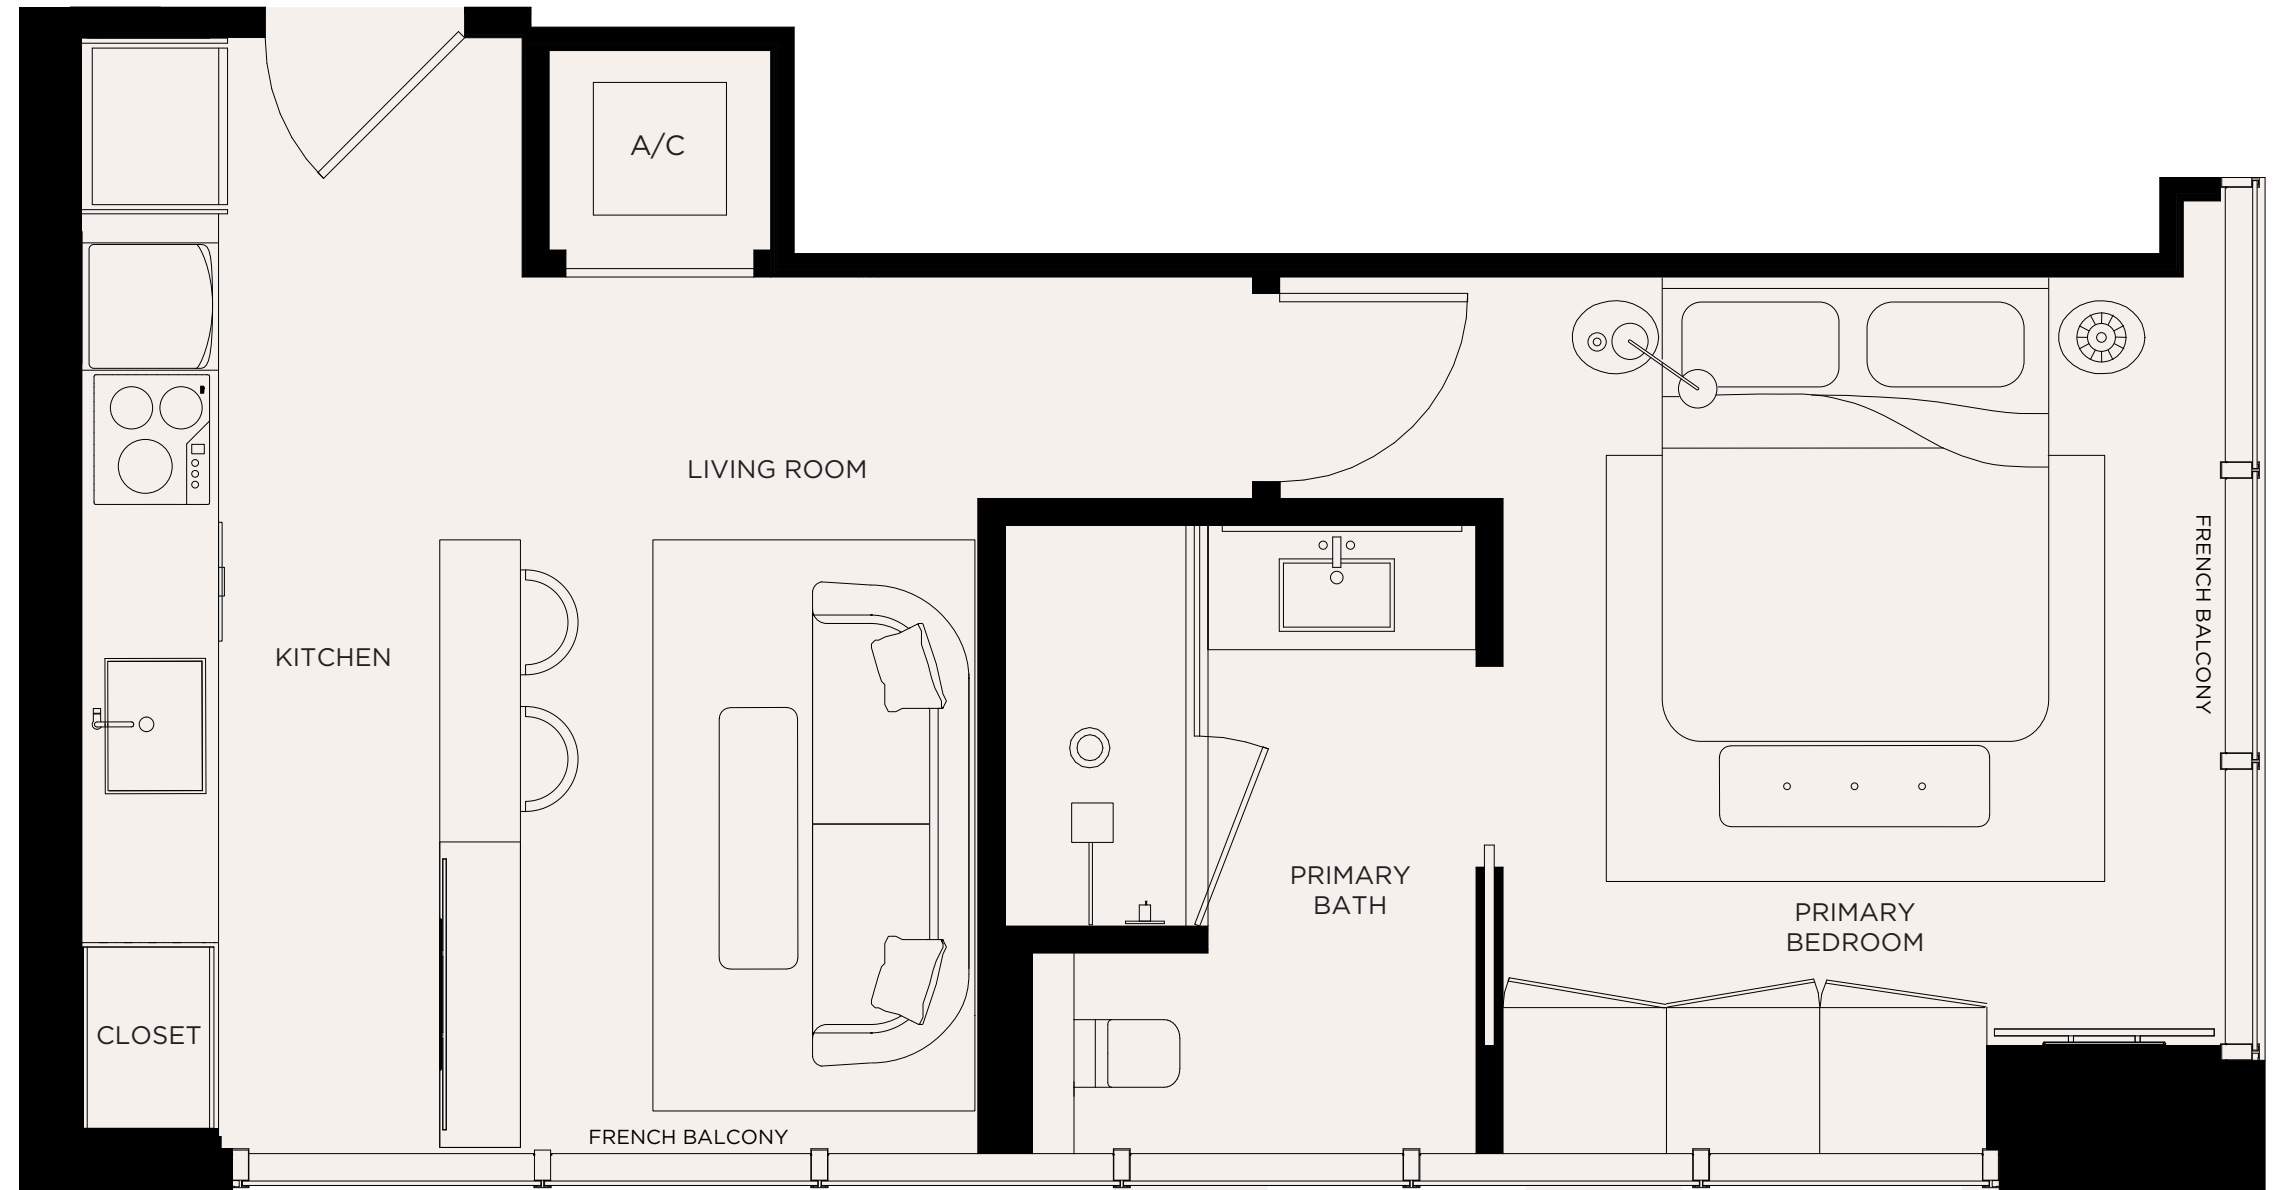 A/C
LIVING ROOM
KITCHEN
FRENCH BALCONY
PRIMARY
BATH
PRIMARY
BEDROOM
CLOSET
FRENCH BALCONY